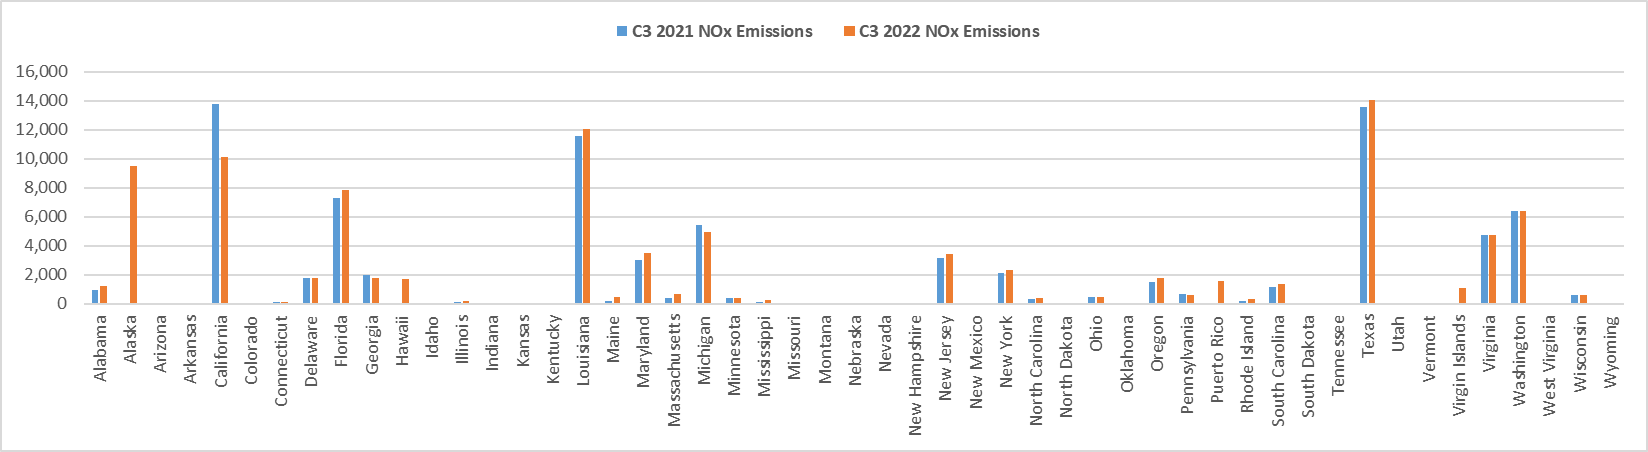 C3 2021 NOx Emissions C3 2022 NOx Emissions
16,000
14,000
12,000
10,000
8,000
6,000
4,000
2,000
0
Alabama
Alaska
Arizona
Arkansas
California
Colorado
Connecticut
Delaware
Florida
Georgia
Hawaii
Idaho
Illinois
Indiana
Kansas
Kentucky
Louisiana
Maine
Maryland
Massachusetts
Michigan
Minnesota
Mississippi
Missouri
Montana
Nebraska
Nevada
New Hampshire
New Jersey
New Mexico
New York
North Carolina
North Dakota
Ohio
Oklahoma
Oregon
Pennsylvania
Puerto Rico
Rhode Island
South Carolina
South Dakota
Tennessee
Texas
Utah
Vermont
Virgin Islands
Virginia
Washington
West Virginia
Wisconsin
Wyoming